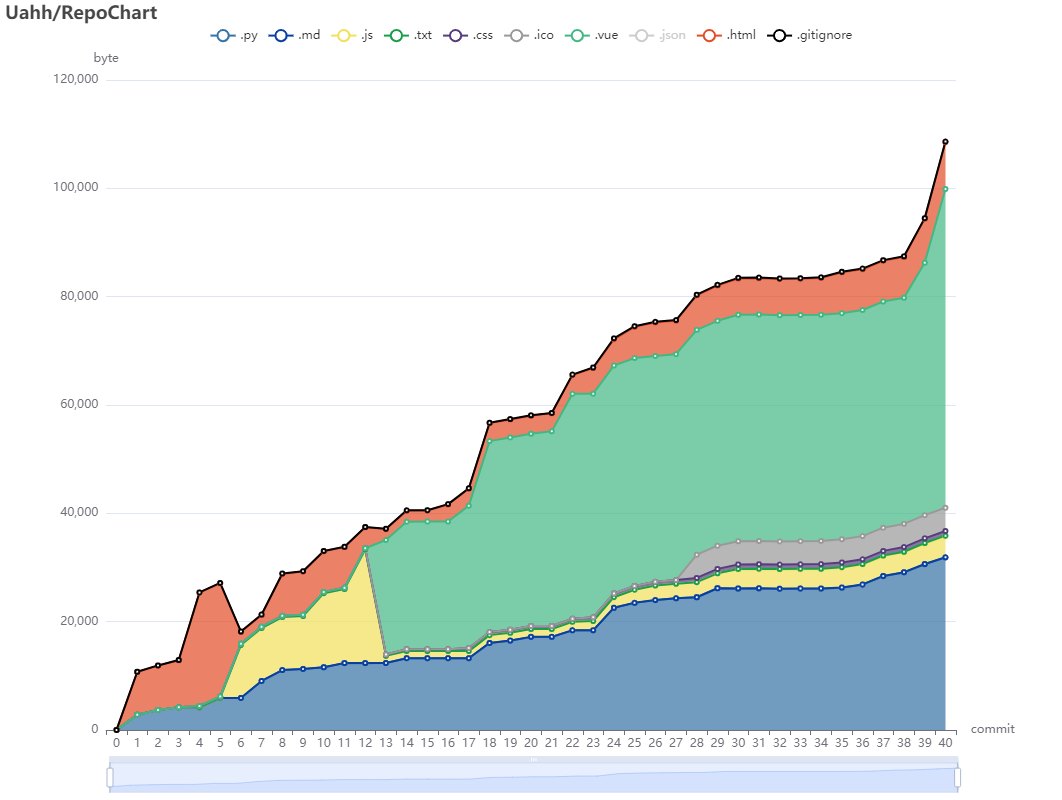 Uahh/RepoChart
.py .md .js .txt .css .ico .vue .json .html .gitignore
byte
120,000
100,000
80,000
60,000
40,000
20,000
0
commit
0 1 2 3 4 5 6 7 8 9 10 11 12 13 14 15 16 17 18 19 20 21 22 23 24 25 26 27 28 29 30 31 32 33 34 35 36 37 38 39 40